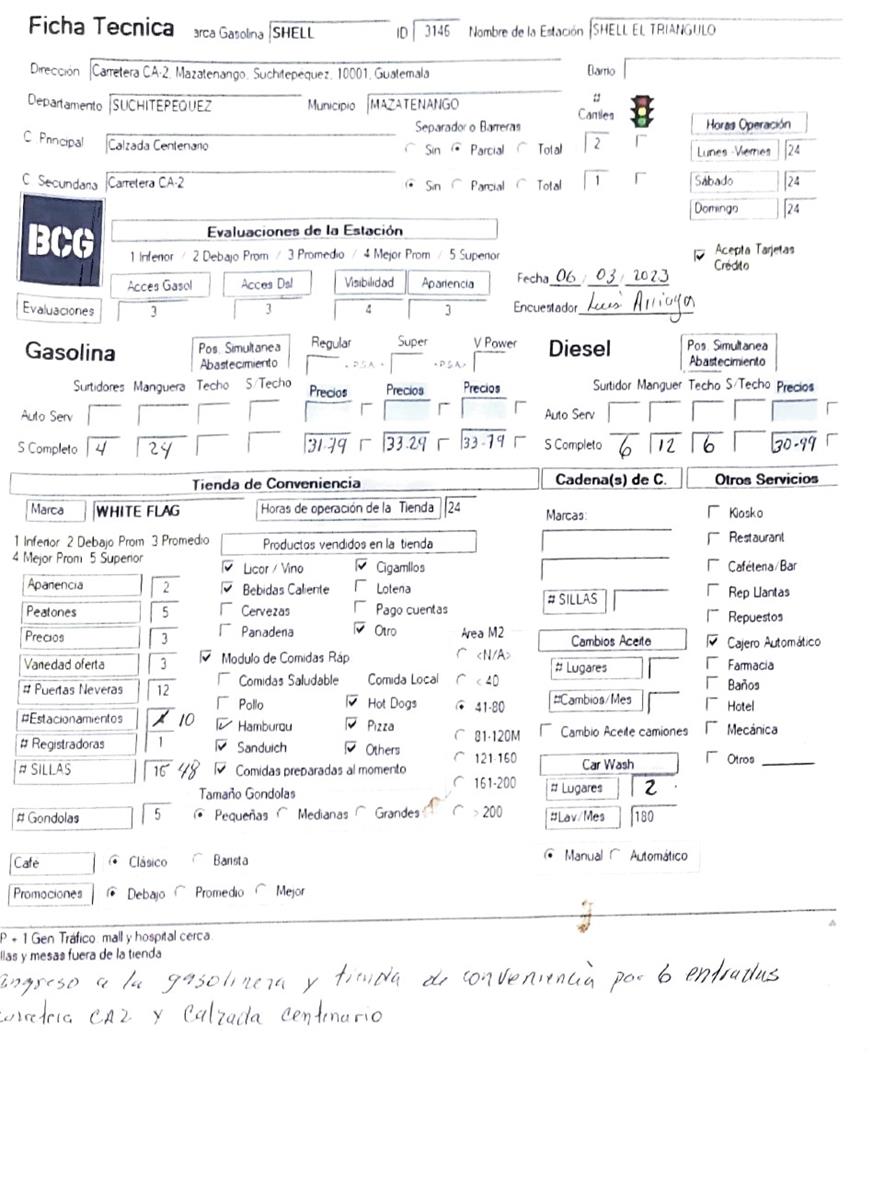 Ficha Tecnica arca Gasolina SHELL ID 3146 Nombre de la Estación SHELL EL TRIANGULO
Dirección Carretera CA-2, Mazatenango, Suchitepequez, 10001, Guatemala Barrio
Departamento SUCHITEPEQUEZ Municipio MAZATENANGO # Carriles
Separador o Barreras Horas Operación
C Principal Calzada Centenario Sin Parcial Total 2 Lunes -Viernes 24
C Secundaria Carretera CA-2 Sin Parcial Total 1 Sábado 24
Domingo 24
BCG
Evaluaciones de la Estación
1 Inferior / 2 Debajo Prom / 3 Promedio / 4 Mejor Prom / 5 Superior Acepta Tarjetas Crédito
Acces Gasol Acces Dsl Visibilidad Apariencia Fecha 06 / 03 / 2023
Evaluaciones 3 3 4 3 Encuestador Luis Arriaga
Gasolina Pos. Simultanea Abastecimiento Regular Super V Power Diesel Pos. Simultanea Abastecimiento
Surtidores Manguera Techo S/Techo Precios Precios Precios Surtidor Manguer Techo S/Techo Precios
Auto Serv Auto Serv
S Completo 4 24 31-79 33.29 33-79 S Completo 6 12 6 30-99
Tienda de Conveniencia Cadena(s) de C. Otros Servicios
Marca WHITE FLAG Horas de operación de la Tienda 24 Marcas: Kiosko
1 Inferior 2 Debajo Prom 3 Promedio Productos vendidos en la tienda Restaurant
4 Mejor Prom 5 Superior Licor / Vino Cigarrillos Cafétena/Bar
Apariencia 2 Bebidas Caliente Loteria # SILLAS Rep Llantas
Peatones 5 Cervezas Pago cuentas Repuestos
Precios 3 Panaderia Otro Area M2 Cambios Aceite Cajero Automático
Variedad oferta 3 Modulo de Comidas Ráp <N/A> # Lugares Farmacia
# Puertas Neveras 12 Comidas Saludable Comida Local < 40 Baños
Pollo Hot Dogs 41-80 #Cambios/Mes Hotel
#Estacionamientos 10 Hamburgu Pizza
# Registradoras 1 Sanduich Others 81-120M Cambio Aceite camiones Mecánica
# SILLAS 16 48 Comidas preparadas al momento 121-160 Car Wash Otros
Tamaño Gondolas 161-200 # Lugares 2
# Gondolas 5 Pequeñas Medianas Grandes > 200 #Lav/Mes 180
Café Clásico Barista Manual Automático
Promociones Debajo Promedio Mejor
P + 1 Gen Tráfico mall y hospital cerca
llas y mesas fuera de la tienda
ingreso a la gasolinera y tienda de conveniencia por 6 entradas
CA2 y Calzada centenario